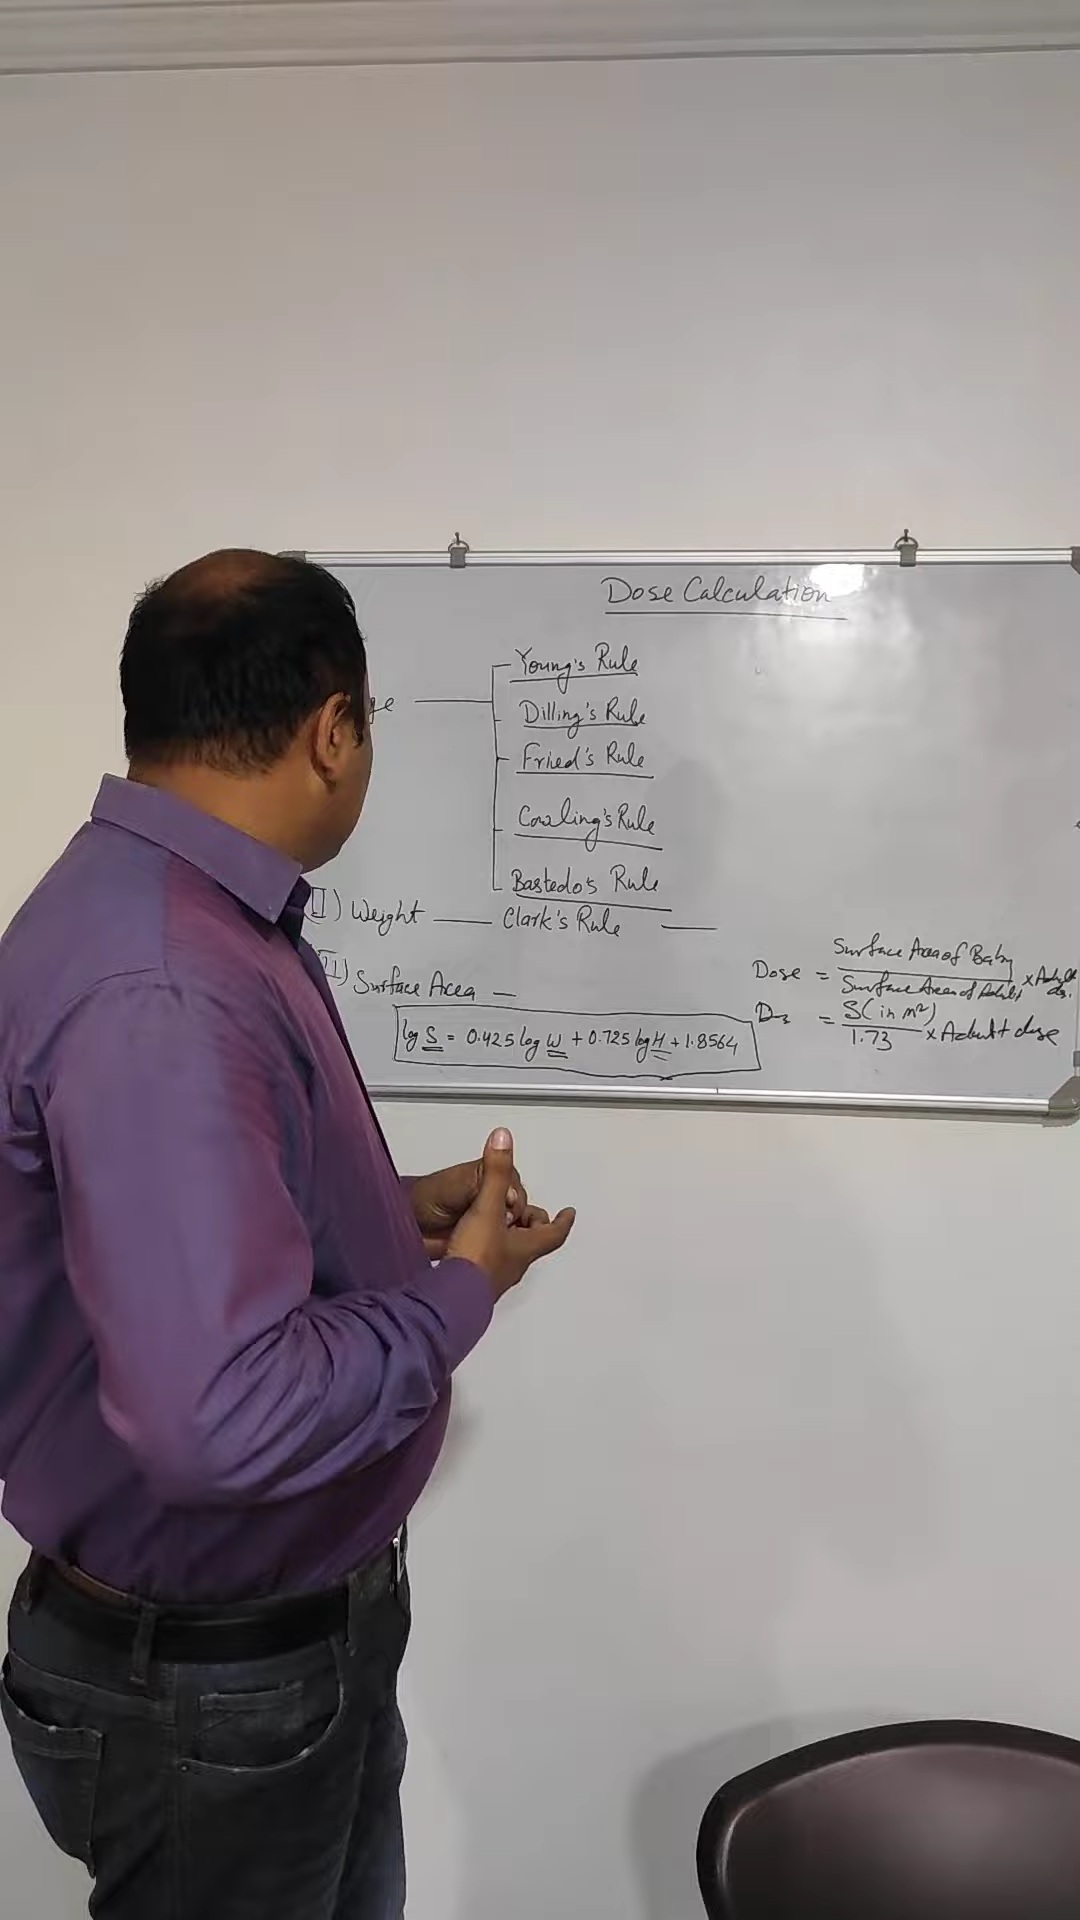 Dose Calculation
Young's Rule
ge
Dilling's Rule
Fried's Rule
Cowling's Rule
Bastedo's Rule
II) Weight — Clark's Rule —
III) Surface Area —
log S = 0.425 log W + 0.725 log H + 1.8564
Dose = Surface Area of Baby / Surface Area of Adult × Adult
= S (in m²) / 1.73 × Adult dose